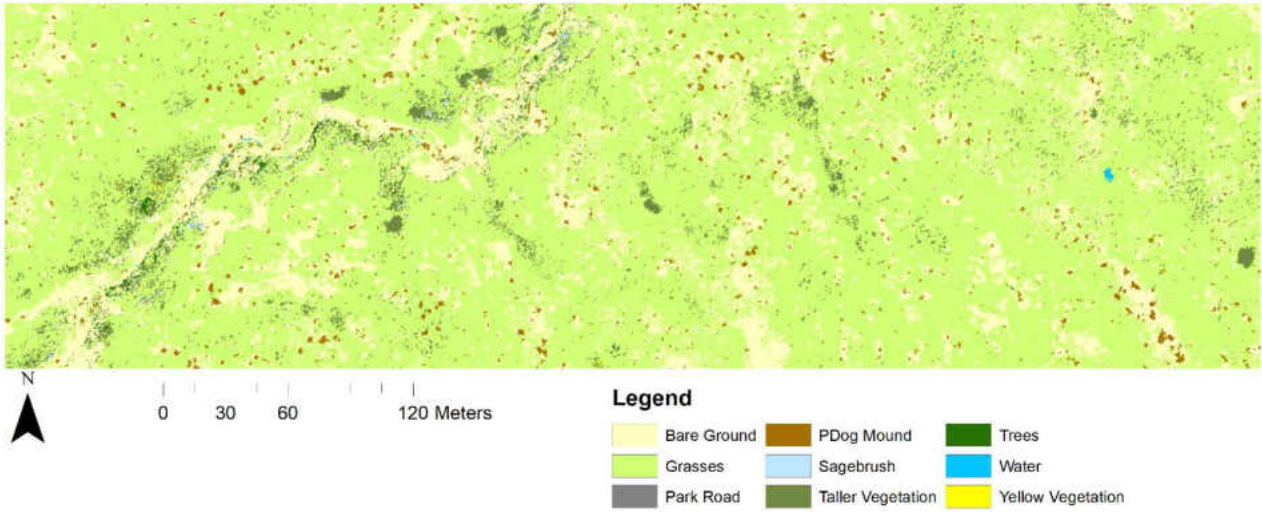 N
0 30 60 120 Meters
Legend
Bare Ground PDog Mound Trees
Grasses Sagebrush Water
Park Road Taller Vegetation Yellow Vegetation